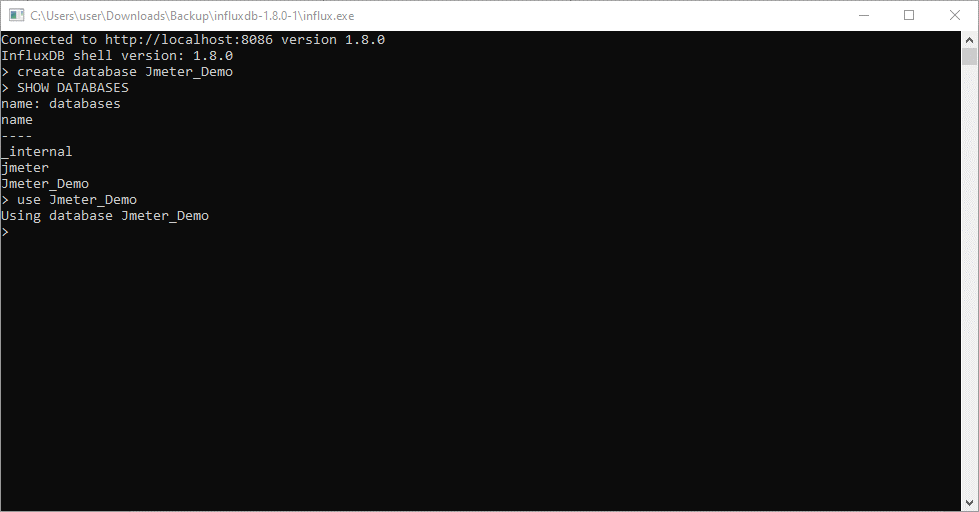 C:\Users\user\Downloads\Backup\influxdb-1.8.0-1\influx.exe
Connected to http://localhost:8086 version 1.8.0
InfluxDB shell version: 1.8.0
> create database Jmeter_Demo
> SHOW DATABASES
name: databases
name
----
_internal
jmeter
Jmeter_Demo
> use Jmeter_Demo
Using database Jmeter_Demo
>